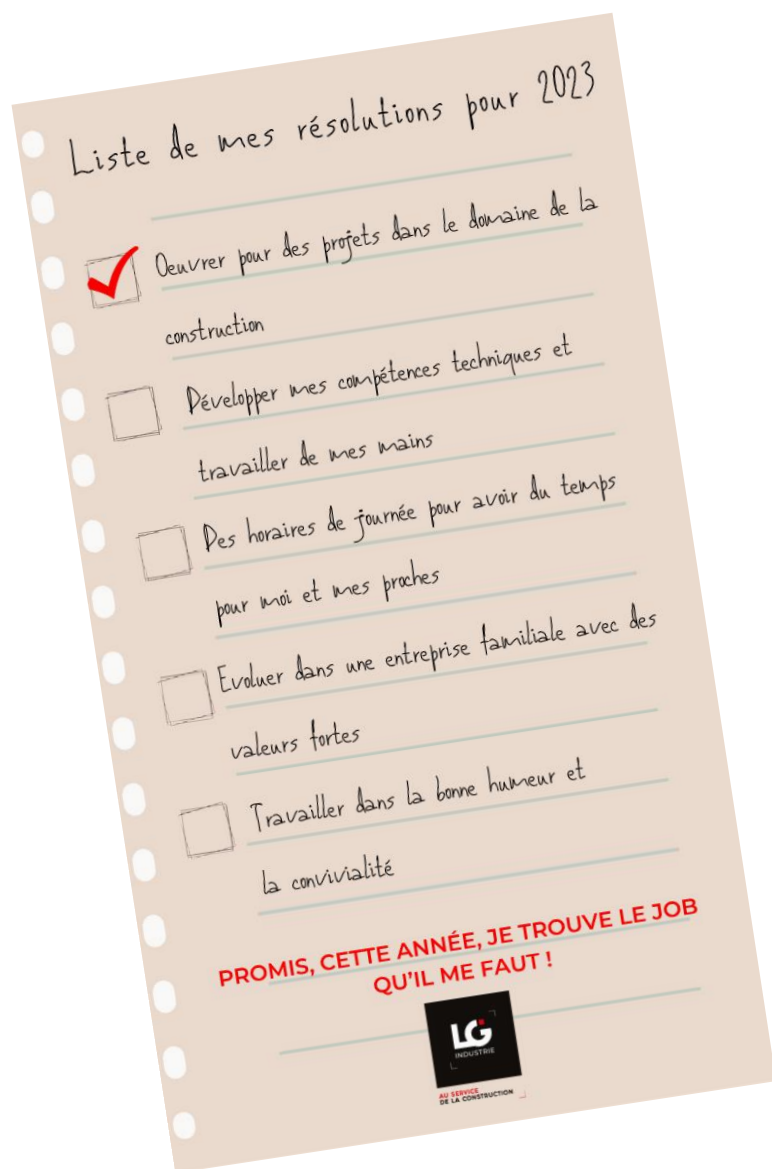 Liste de mes résolutions pour 2023
Oeuvrer pour des projets dans le domaine de la
construction
Développer mes compétences techniques et
travailler de mes mains
Des horaires de journée pour avoir du temps
pour moi et mes proches
Evoluer dans une entreprise familiale avec des
valeurs fortes
Travailler dans la bonne humeur et
la convivialité
PROMIS, CETTE ANNÉE, JE TROUVE LE JOB
QU'IL ME FAUT !
LG
INDUSTRIE
AU SERVICE
DE LA CONSTRUCTION